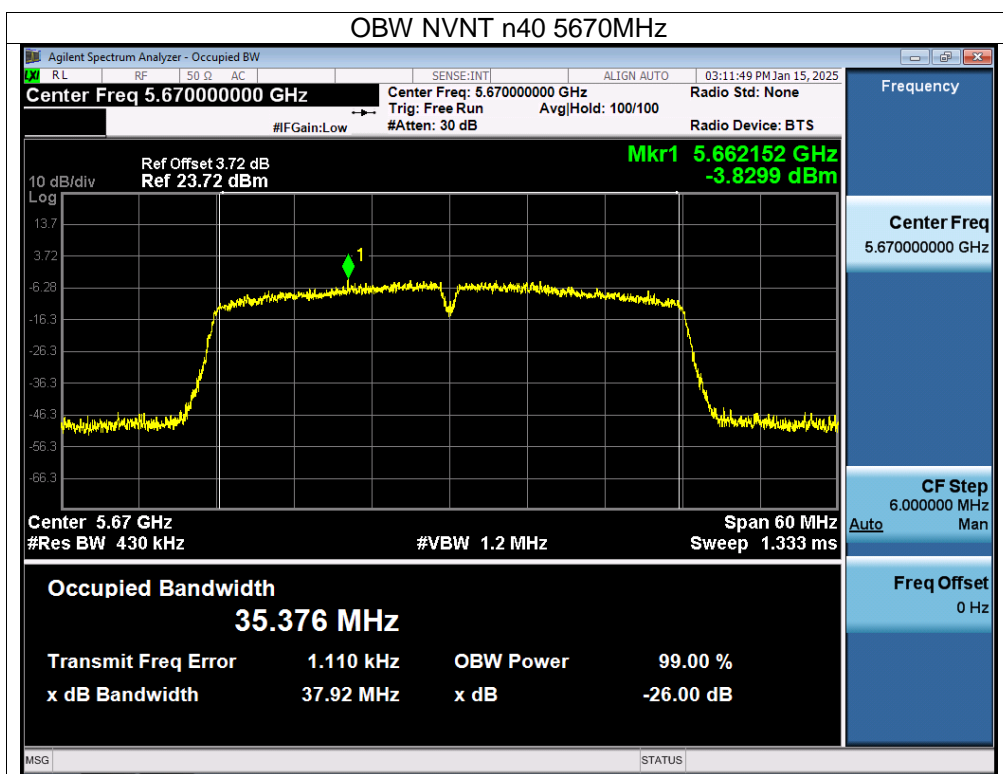 OBW NVNT n40 5670MHz
Agilent Spectrum Analyzer - Occupied BW
LXI RL RF 50 Ω AC SENSE:INT ALIGN AUTO 03:11:49 PM Jan 15, 2025
Center Freq 5.670000000 GHz
Center Freq: 5.670000000 GHz
Radio Std: None
Trig: Free Run Avg|Hold: 100/100
#IFGain:Low #Atten: 30 dB Radio Device: BTS
Ref Offset 3.72 dB
10 dB/div Ref 23.72 dBm
Mkr1 5.662152 GHz
-3.8299 dBm
Log
13.7
3.72
-6.28
-16.3
-26.3
-36.3
-46.3
-56.3
-66.3
1
Center 5.67 GHz Span 60 MHz
#Res BW 430 kHz #VBW 1.2 MHz Sweep 1.333 ms
Occupied Bandwidth
35.376 MHz
Transmit Freq Error 1.110 kHz OBW Power 99.00 %
x dB Bandwidth 37.92 MHz x dB -26.00 dB
MSG STATUS
Frequency
Center Freq
5.670000000 GHz
CF Step
6.000000 MHz
Auto Man
Freq Offset
0 Hz